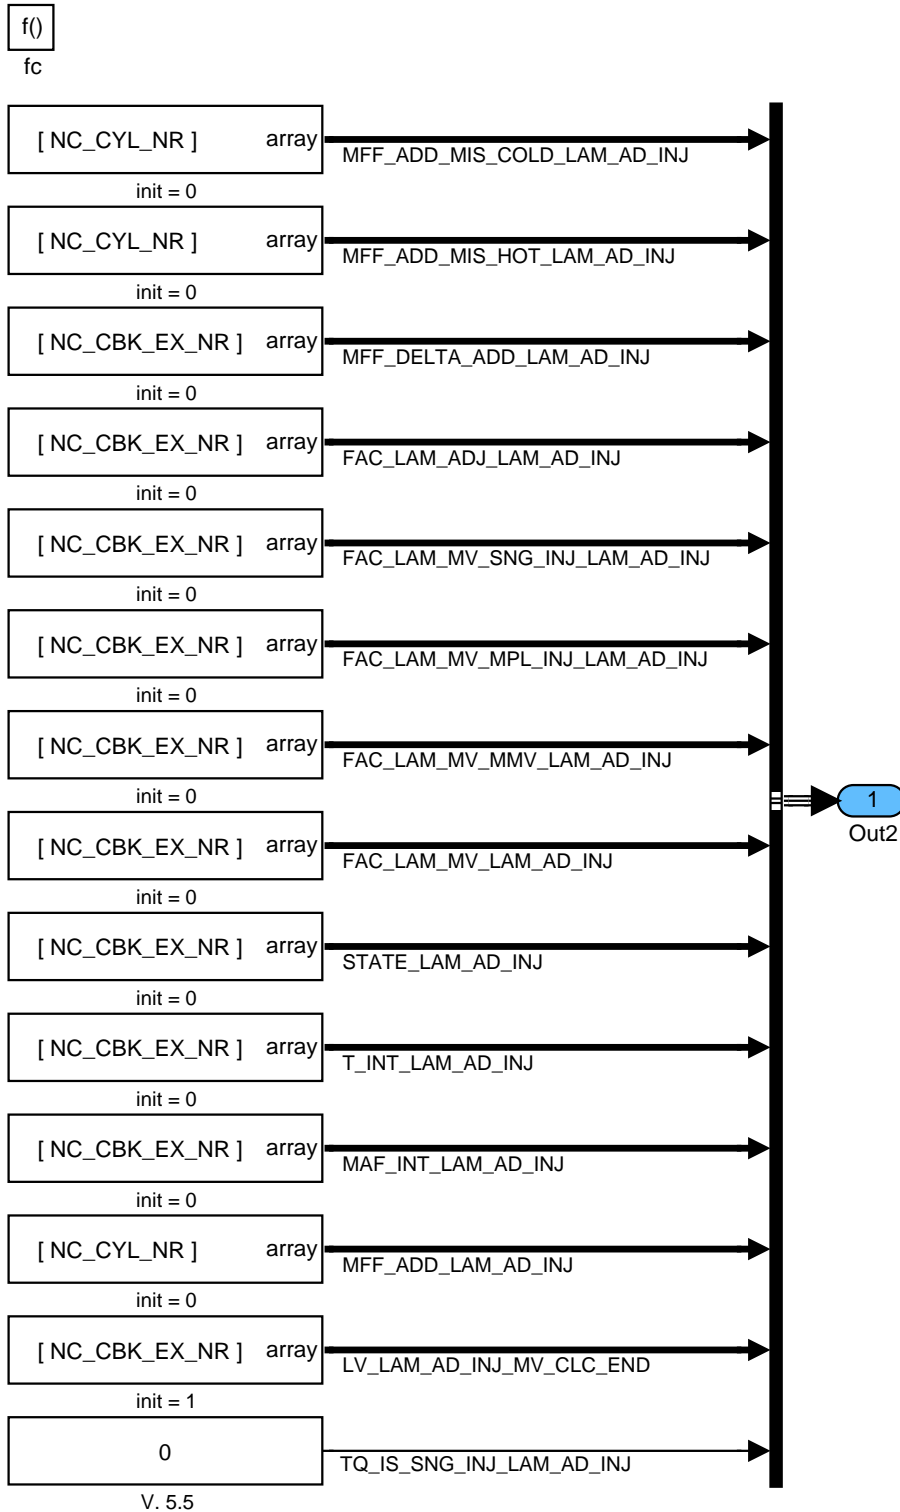 f()
fc
[ NC_CYL_NR ] array MFF_ADD_MIS_COLD_LAM_AD_INJ
init = 0
[ NC_CYL_NR ] array MFF_ADD_MIS_HOT_LAM_AD_INJ
init = 0
[ NC_CBK_EX_NR ] array MFF_DELTA_ADD_LAM_AD_INJ
init = 0
[ NC_CBK_EX_NR ] array FAC_LAM_ADJ_LAM_AD_INJ
init = 0
[ NC_CBK_EX_NR ] array FAC_LAM_MV_SNG_INJ_LAM_AD_INJ
init = 0
[ NC_CBK_EX_NR ] array FAC_LAM_MV_MPL_INJ_LAM_AD_INJ
init = 0
[ NC_CBK_EX_NR ] array FAC_LAM_MV_MMV_LAM_AD_INJ
init = 0
1
Out2
[ NC_CBK_EX_NR ] array FAC_LAM_MV_LAM_AD_INJ
init = 0
[ NC_CBK_EX_NR ] array STATE_LAM_AD_INJ
init = 0
[ NC_CBK_EX_NR ] array T_INT_LAM_AD_INJ
init = 0
[ NC_CBK_EX_NR ] array MAF_INT_LAM_AD_INJ
init = 0
[ NC_CYL_NR ] array MFF_ADD_LAM_AD_INJ
init = 0
[ NC_CBK_EX_NR ] array LV_LAM_AD_INJ_MV_CLC_END
init = 1
0 TQ_IS_SNG_INJ_LAM_AD_INJ
V. 5.5